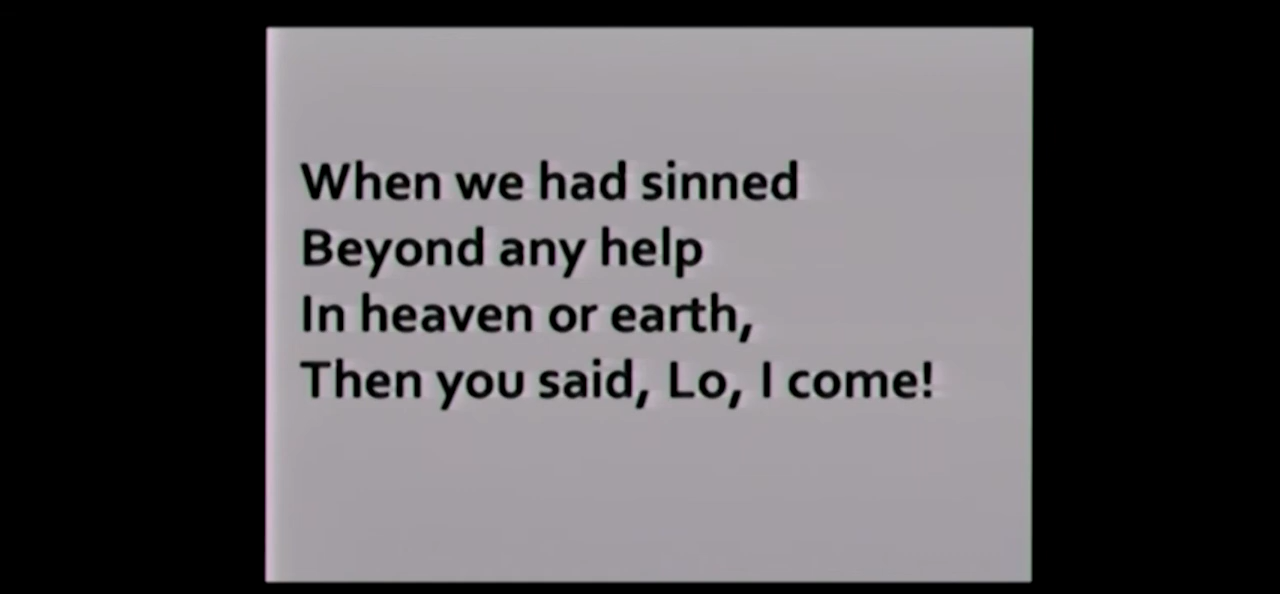 When we had sinned
Beyond any help
In heaven or earth,
Then you said, Lo, I come!